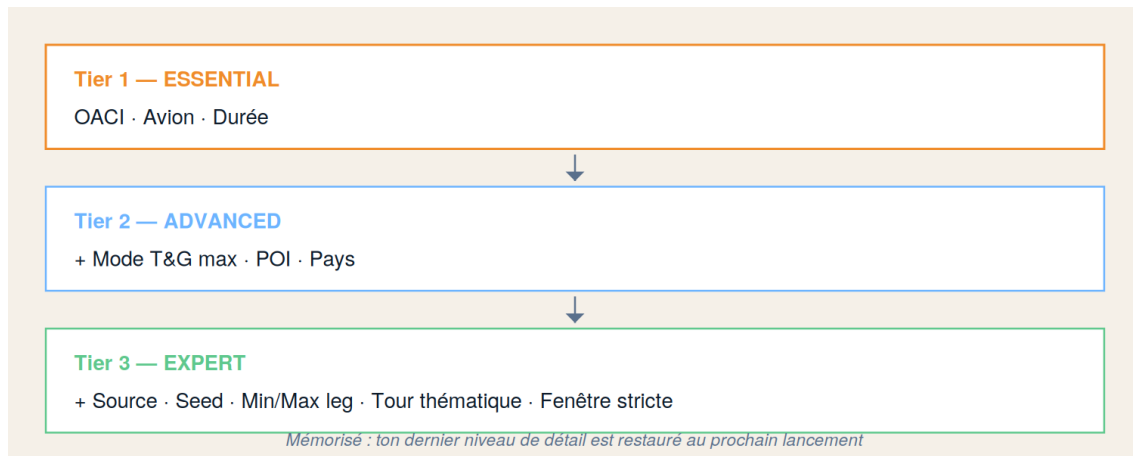 Tier 1 — ESSENTIAL
OACI · Avion · Durée
Tier 2 — ADVANCED
+ Mode T&G max · POI · Pays
Tier 3 — EXPERT
+ Source · Seed · Min/Max leg · Tour thématique · Fenêtre stricte
Mémorisé : ton dernier niveau de détail est restauré au prochain lancement